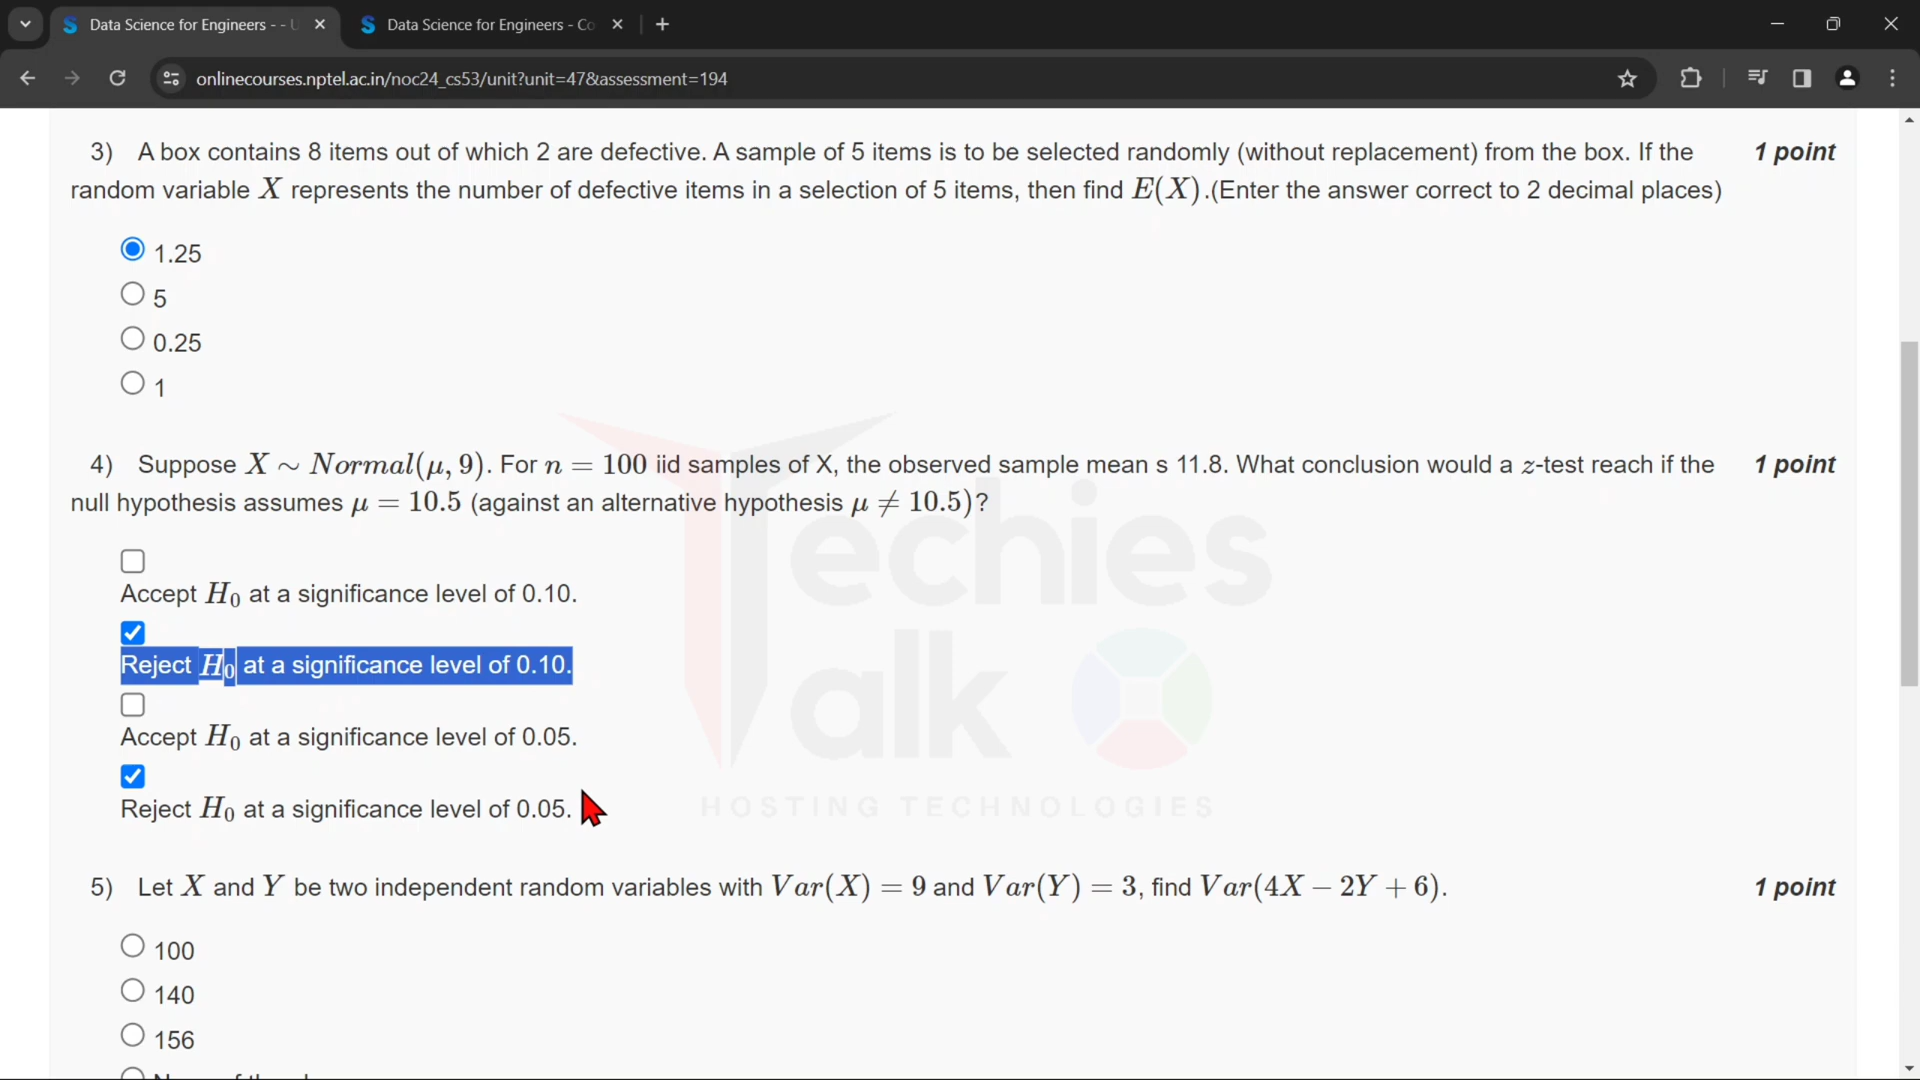 Data Science for Engineers - - U
Data Science for Engineers - Co
onlinecourses.nptel.ac.in/noc24_cs53/unit?unit=47&assessment=194
3) A box contains 8 items out of which 2 are defective. A sample of 5 items is to be selected randomly (without replacement) from the box. If the 1 point
random variable X represents the number of defective items in a selection of 5 items, then find E(X).(Enter the answer correct to 2 decimal places)
1.25
5
0.25
1
4) Suppose X ∼ Normal(μ, 9). For n = 100 iid samples of X, the observed sample mean s 11.8. What conclusion would a z-test reach if the 1 point
null hypothesis assumes μ = 10.5 (against an alternative hypothesis μ ≠ 10.5)?
Accept H₀ at a significance level of 0.10.
Reject H₀ at a significance level of 0.10.
Accept H₀ at a significance level of 0.05.
Reject H₀ at a significance level of 0.05.
Techies
Talk
HOSTING TECHNOLOGIES
5) Let X and Y be two independent random variables with Var(X) = 9 and Var(Y) = 3, find Var(4X − 2Y + 6). 1 point
100
140
156